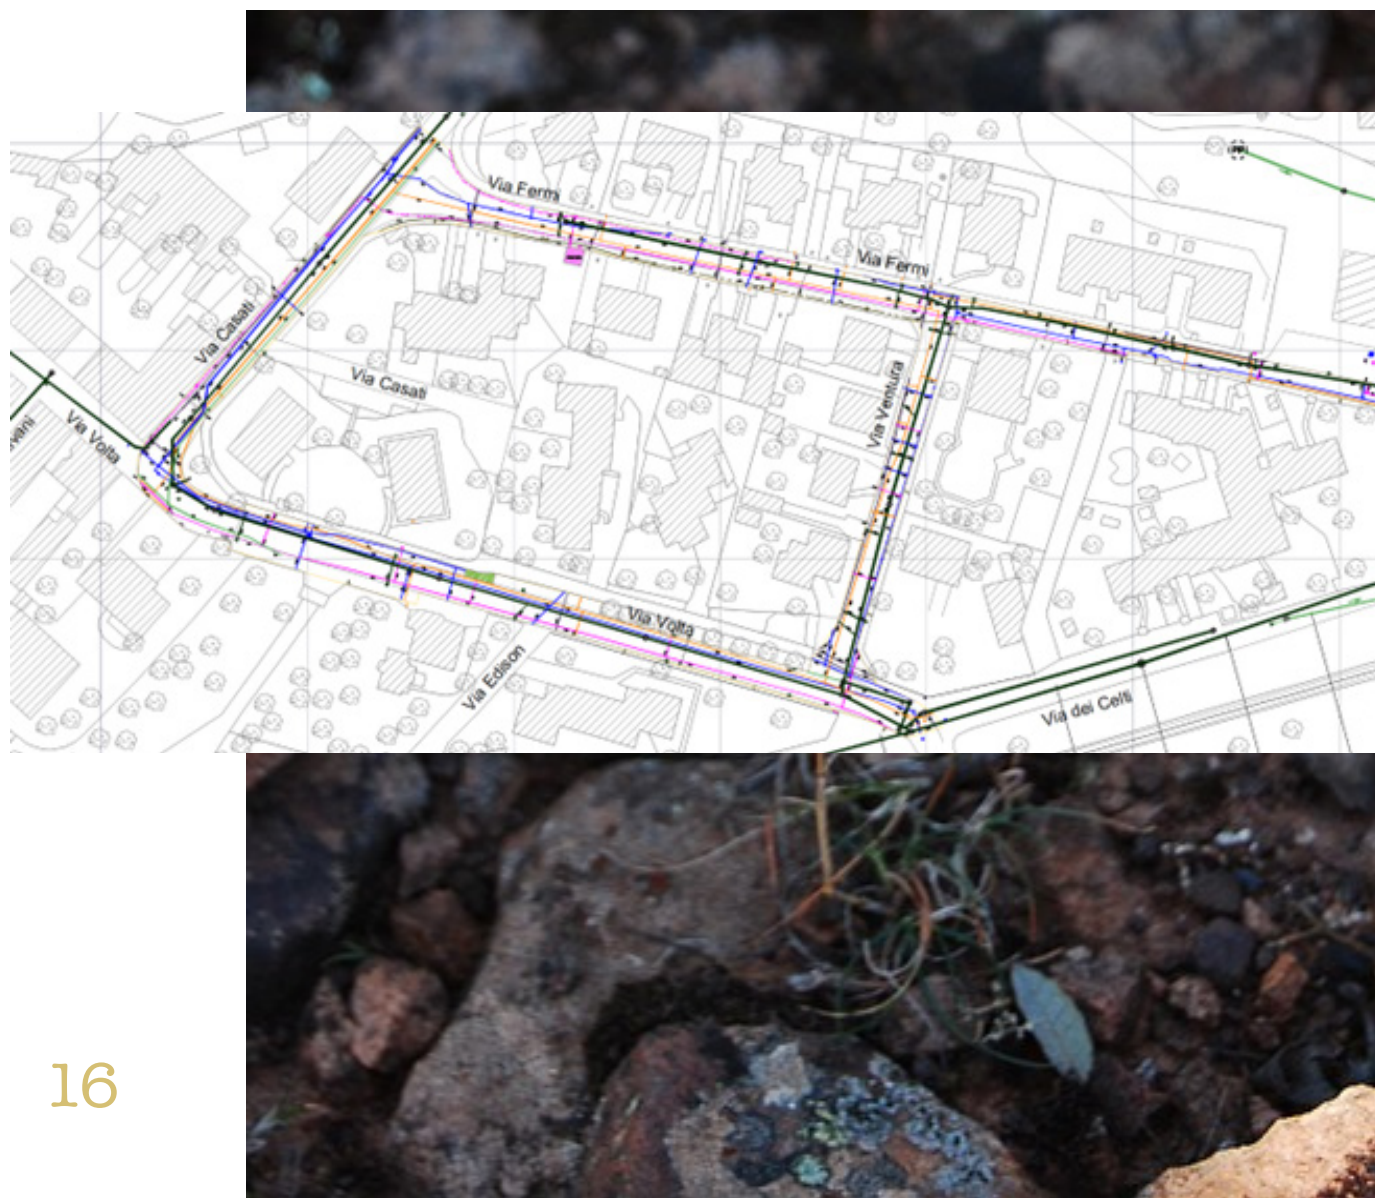 Via Fermi
Via Fermi
Via Casati
Via Casati
Via Ventura
Via Volta
Via Volta
Via Edison
Via dei Celti
16